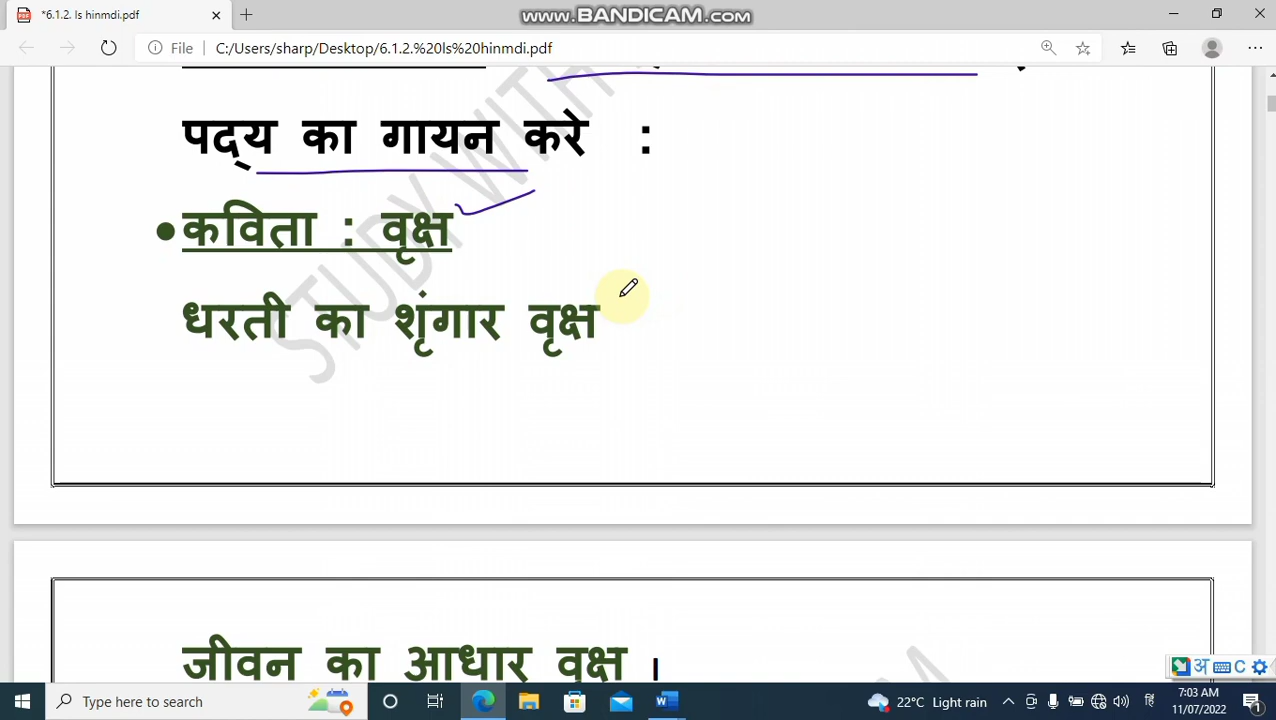 *6.1.2. ls hinmdi.pdf
www.BANDICAM.com
File C:/Users/sharp/Desktop/6.1.2.%20ls%20hinmdi.pdf
पद्य का गायन करे :
STUDY WITH
• कविता : वृक्ष
धरती का शृंगार वृक्ष
जीवन का आधार वृक्ष ।
Type here to search
22°C Light rain
हिं
7:03 AM
11/07/2022